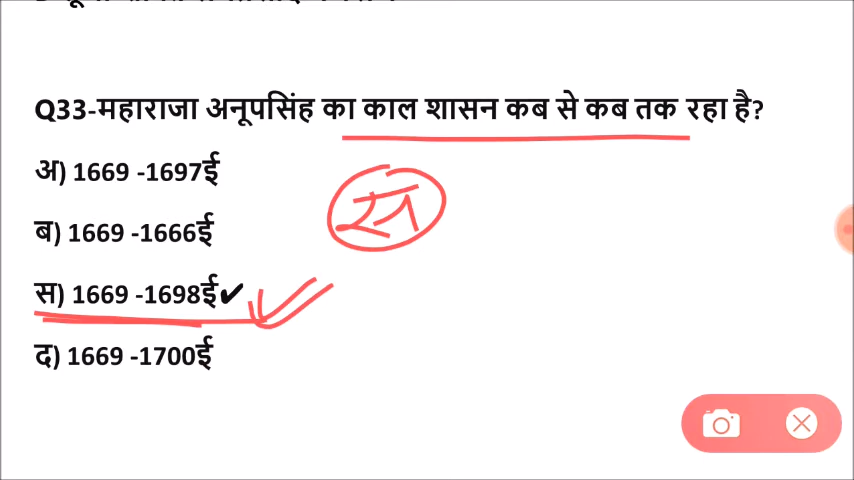 Q33-महाराजा अनूपसिंह का काल शासन कब से कब तक रहा है?
अ) 1669 -1697ई
ब) 1669 -1666ई
स
स) 1669 -1698ई✔
द) 1669 -1700ई